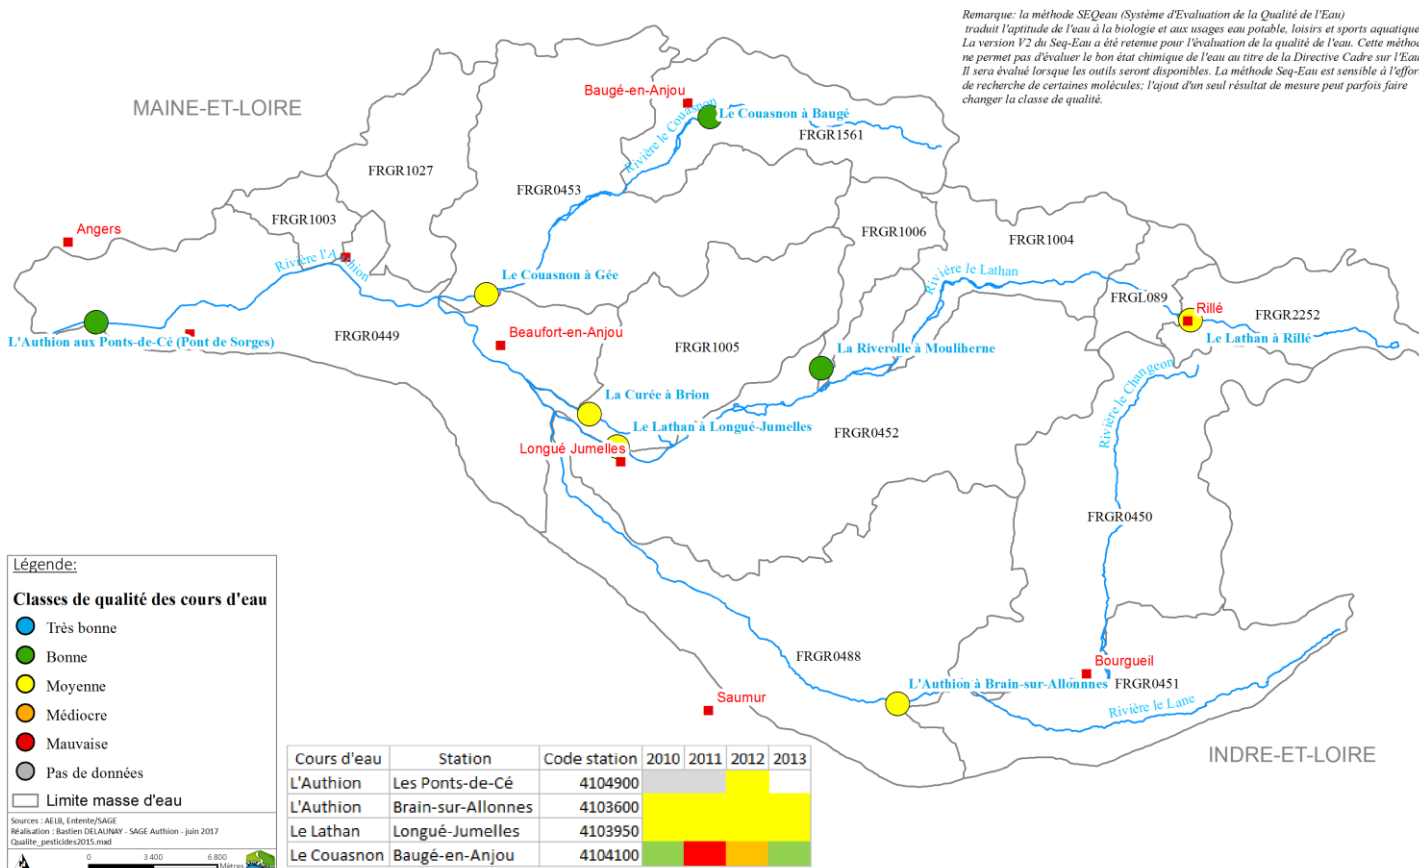 Remarque: la méthode SEQeau (Système d'Evaluation de la Qualité de l'Eau)
traduit l'aptitude de l'eau à la biologie et aux usages eau potable, loisirs et sports aquatique
La version V2 du Seq-Eau a été retenue pour l'évaluation de la qualité de l'eau. Cette méthod
ne permet pas d'évaluer le bon état chimique de l'eau au titre de la Directive Cadre sur l'Eau
Il sera évalué lorsque les outils seront disponibles. La méthode Seq-Eau est sensible à l'effor
de recherche de certaines molécules; l'ajout d'un seul résultat de mesure peut parfois faire
changer la classe de qualité.
MAINE-ET-LOIRE
Baugé-en-Anjou
Le Couasnon à Baugé
FRGR1561
Rivière le Couasnon
FRGR1027
FRGR0453
FRGR1003
Angers
Rivière l'Authion
FRGR1006
FRGR1004
Le Couasnon à Gée
Rivière le Lathan
FRGL089
Rillé
FRGR2252
Le Lathan à Rillé
L'Authion aux Ponts-de-Cé (Pont de Sorges)
FRGR0449
Beaufort-en-Anjou
FRGR1005
La Riverolle à Mouliherne
Rivière le Changeon
La Curée à Brion
Le Lathan à Longué-Jumelles
FRGR0452
Longué Jumelles
FRGR0450
FRGR0488
Bourgueil
L'Authion à Brain-sur-Allonnnes
FRGR0451
Saumur
Rivière le Lane
INDRE-ET-LOIRE
Légende:
Classes de qualité des cours d'eau
Très bonne
Bonne
Moyenne
Médiocre
Mauvaise
Pas de données
Limite masse d'eau
Sources : AELB, Entente/SAGE
Réalisation : Bastien DELAUNAY - SAGE Authion - juin 2017
Qualite_pesticides2015.mxd
0 3 400 6 800
Mètres
Cours d'eau Station Code station 2010 2011 2012 2013
L'Authion Les Ponts-de-Cé 4104900
L'Authion Brain-sur-Allonnes 4103600
Le Lathan Longué-Jumelles 4103950
Le Couasnon Baugé-en-Anjou 4104100